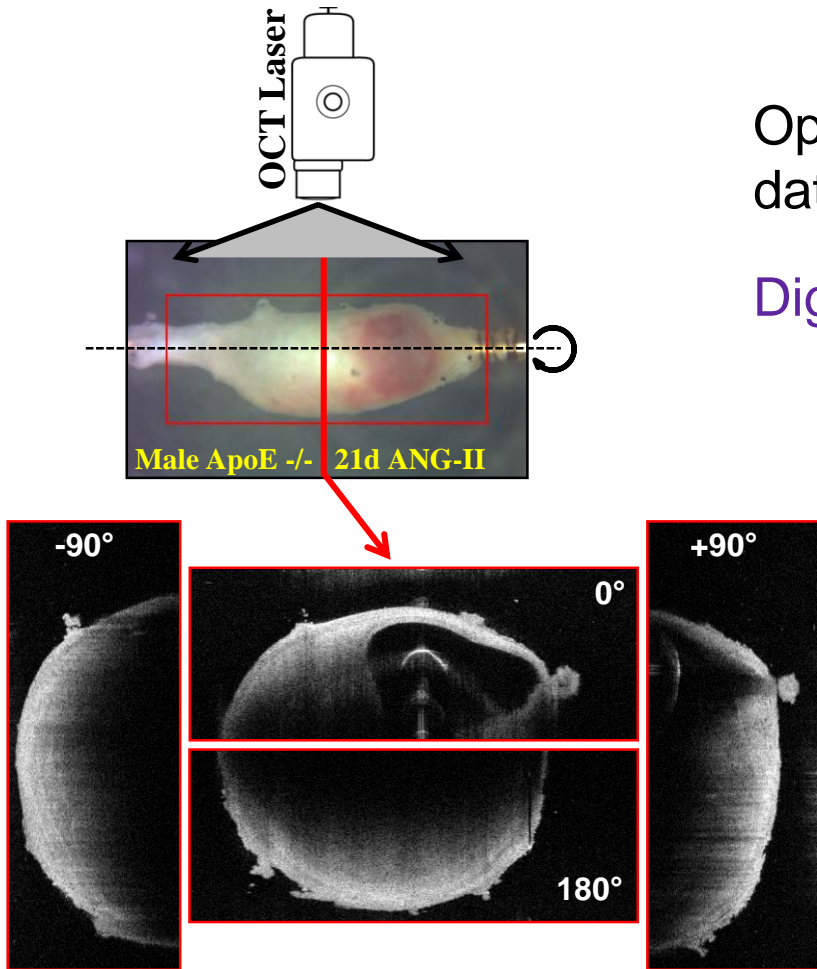 OCT Laser
Op
dat
Dig
Male ApoE -/- 21d ANG-II
-90°
0°
+90°
180°